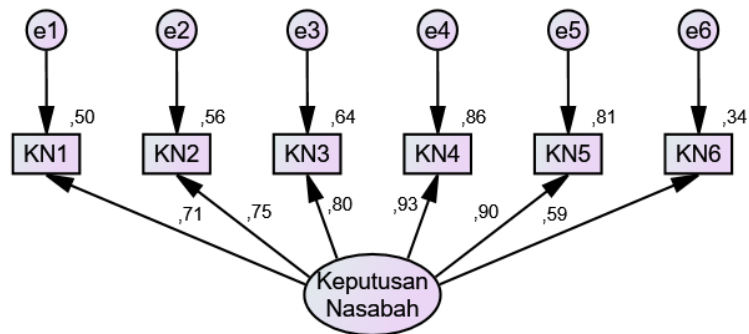 e1 e2 e3 e4 e5 e6
,50 ,56 ,64 ,86 ,81 ,34
KN1 KN2 KN3 KN4 KN5 KN6
,71 ,75 ,80 ,93 ,90 ,59
Keputusan
Nasabah